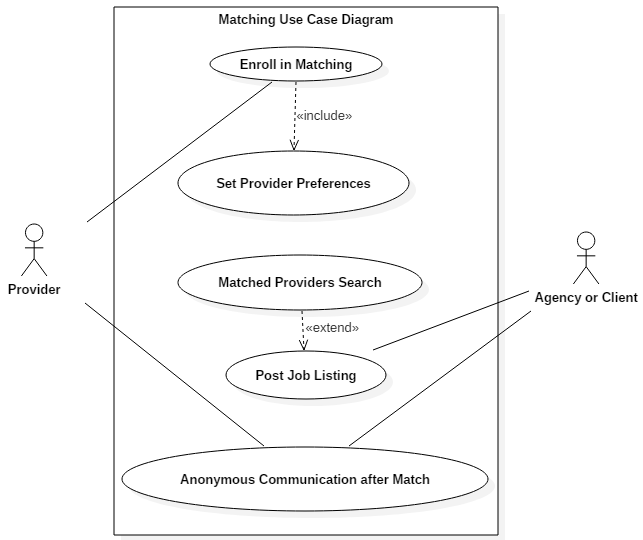 Matching Use Case Diagram
Enroll in Matching
«include»
Set Provider Preferences
Provider
Matched Providers Search
Agency or Client
«extend»
Post Job Listing
Anonymous Communication after Match